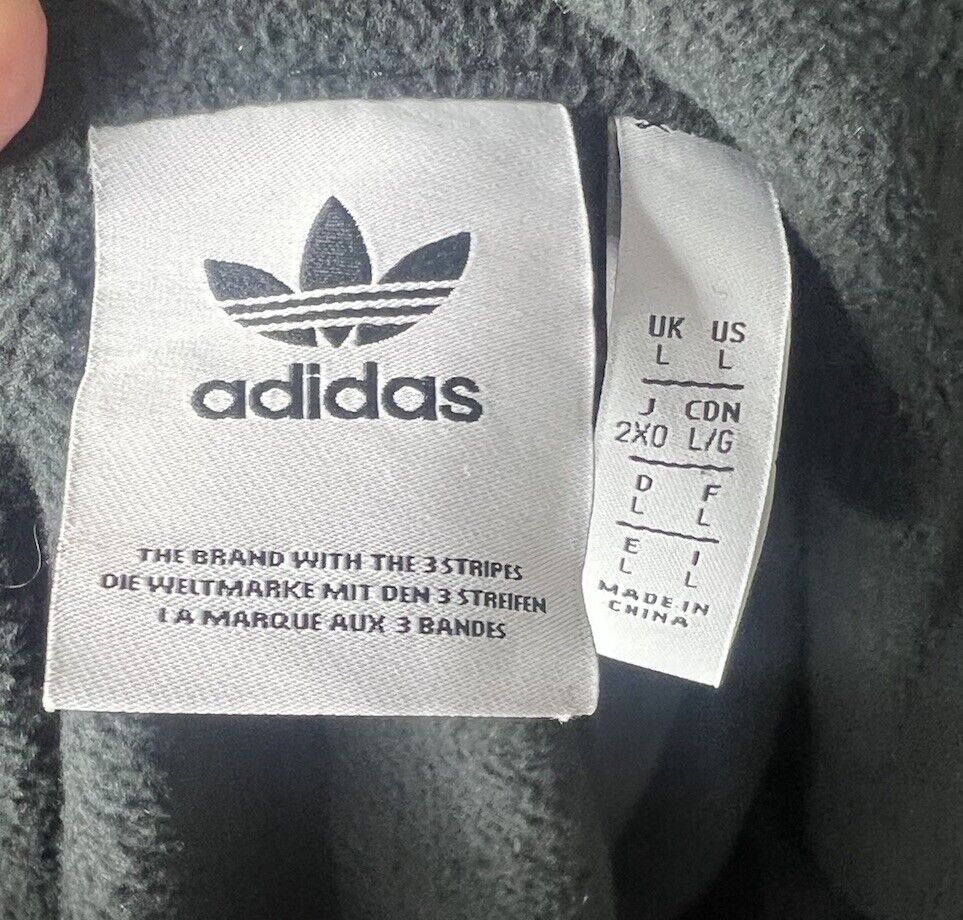 adidas
THE BRAND WITH THE 3 STRIPES
DIE WELTMARKE MIT DEN 3 STREIFEN
LA MARQUE AUX 3 BANDES
UK US
L L
J CDN
2XO L/G
D F
L L
E I
L L
MADE IN
CHINA